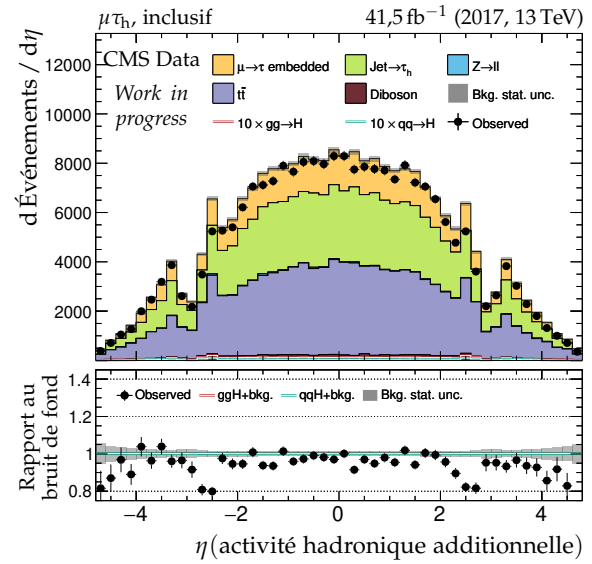 μτh, inclusif 41,5 fb⁻¹ (2017, 13 TeV)
CMS Data
Work in
progress
μ→τ embedded Jet→τh Z→ll
tt̄ Diboson Bkg. stat. unc.
10 × gg→H 10 × qq→H Observed
d Événements / dη
12000
10000
8000
6000
4000
2000
Observed ggH+bkg. qqH+bkg. Bkg. stat. unc.
Rapport au
bruit de fond
1.4
1.2
1
0.8
−4 −2 0 2 4
η (activité hadronique additionnelle)